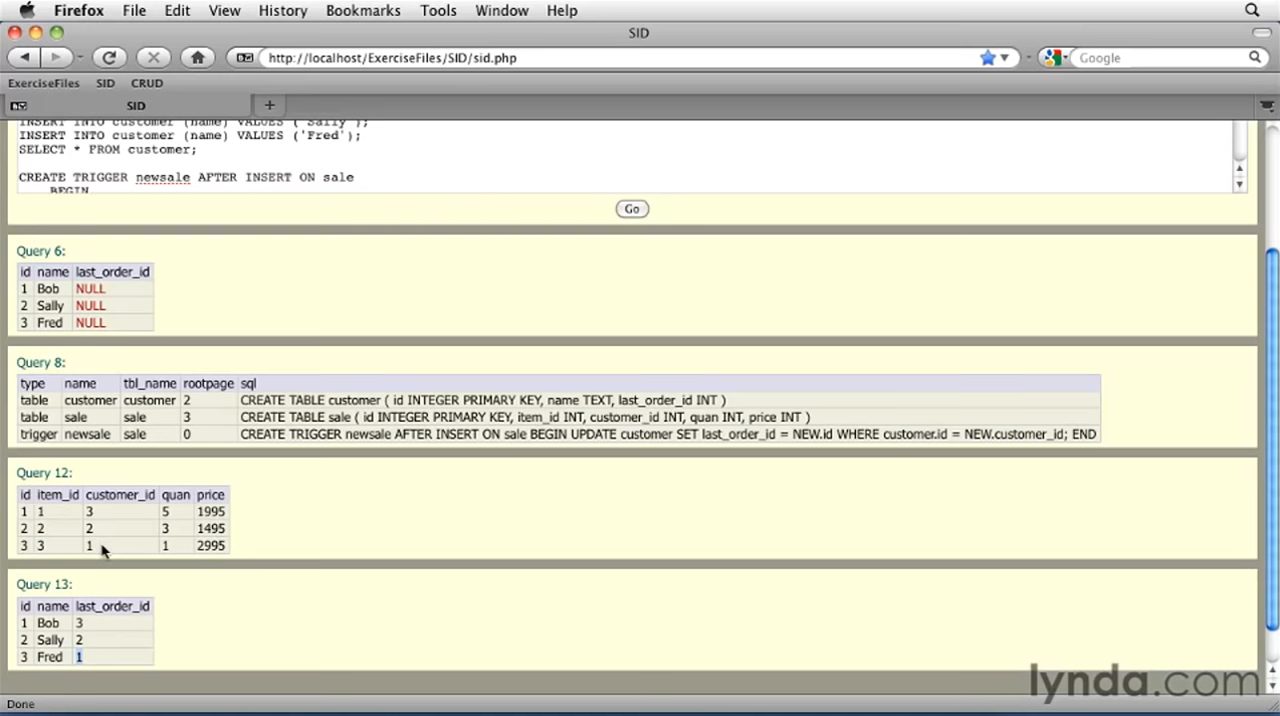 Firefox File Edit View History Bookmarks Tools Window Help
SID
http://localhost/ExerciseFiles/SID/sid.php
Google
ExerciseFiles SID CRUD
SID
INSERT INTO customer (name) VALUES ('Sally');
INSERT INTO customer (name) VALUES ('Fred');
SELECT * FROM customer;
CREATE TRIGGER newsale AFTER INSERT ON sale
BEGIN
Go
Query 6:
id name last_order_id
1 Bob NULL
2 Sally NULL
3 Fred NULL
Query 8:
type name tbl_name rootpage sql
table customer customer 2 CREATE TABLE customer ( id INTEGER PRIMARY KEY, name TEXT, last_order_id INT )
table sale sale 3 CREATE TABLE sale ( id INTEGER PRIMARY KEY, item_id INT, customer_id INT, quan INT, price INT )
trigger newsale sale 0 CREATE TRIGGER newsale AFTER INSERT ON sale BEGIN UPDATE customer SET last_order_id = NEW.id WHERE customer.id = NEW.customer_id; END
Query 12:
id item_id customer_id quan price
1 1 3 5 1995
2 2 2 3 1495
3 3 1 1 2995
Query 13:
id name last_order_id
1 Bob 3
2 Sally 2
3 Fred 1
lynda.com
Done